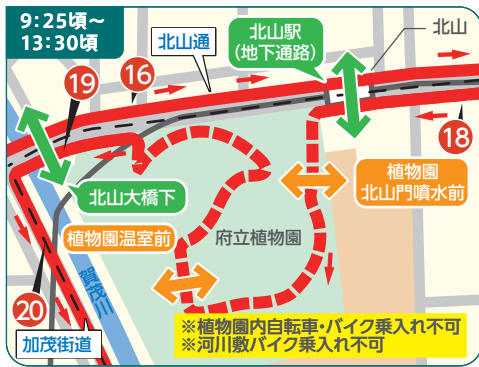 9:25頃～
13:30頃
北山通
北山駅
(地下通路)
北山
19
16
18
北山大橋下
植物園
北山門噴水前
植物園温室前
府立植物園
賀茂川
20
加茂街道
※植物園内自転車・バイク乗入れ不可
※河川敷バイク乗入れ不可